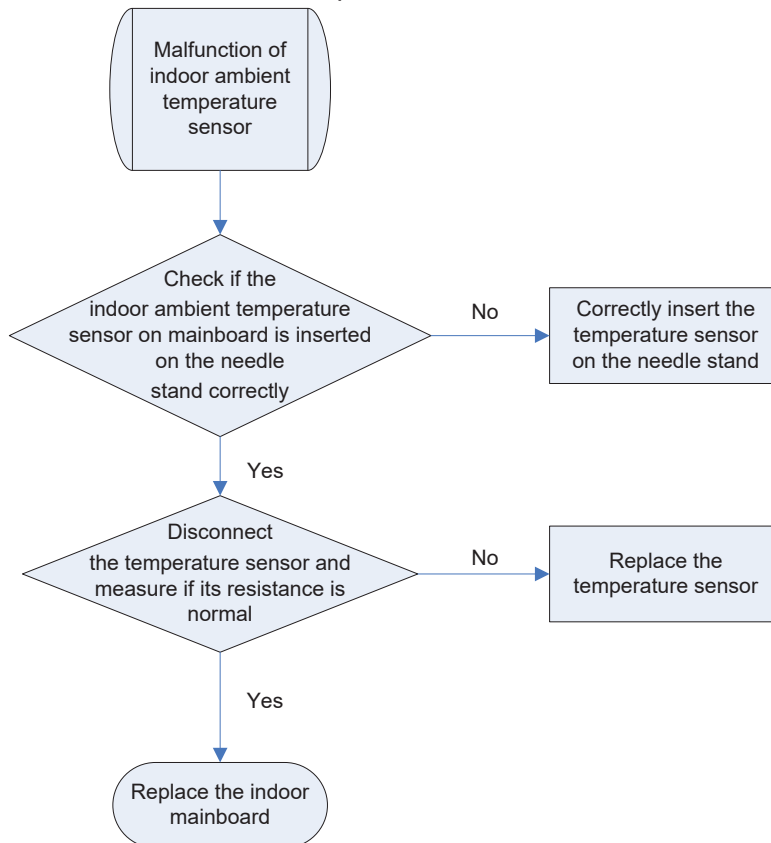 Malfunction of
indoor ambient
temperature
sensor
Check if the
indoor ambient temperature
sensor on mainboard is inserted
on the needle
stand correctly
No
Correctly insert the
temperature sensor
on the needle stand
Yes
Disconnect
the temperature sensor and
measure if its resistance is
normal
No
Replace the
temperature sensor
Yes
Replace the indoor
mainboard